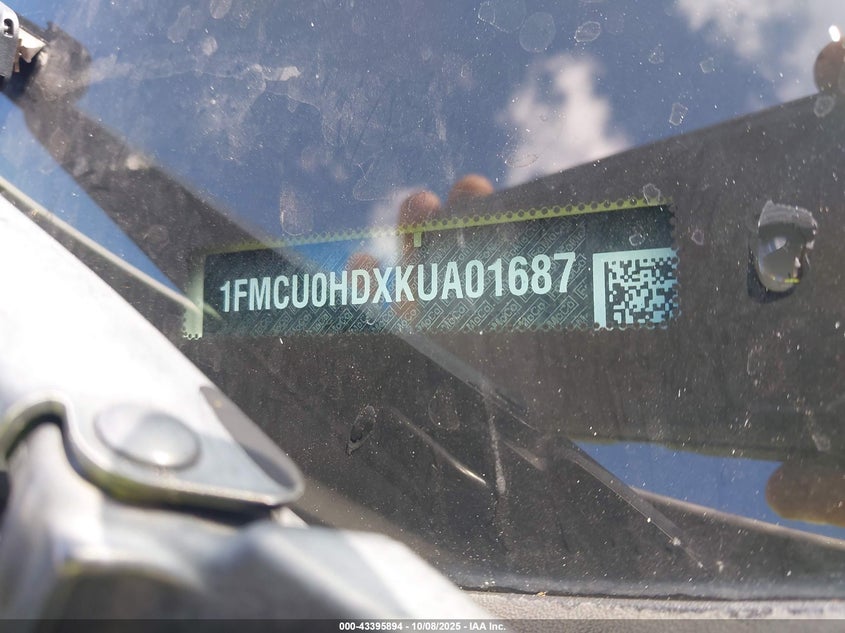 1FMCU0HDXKUA01687
000-43395894 - 10/08/2025 - IAA Inc.